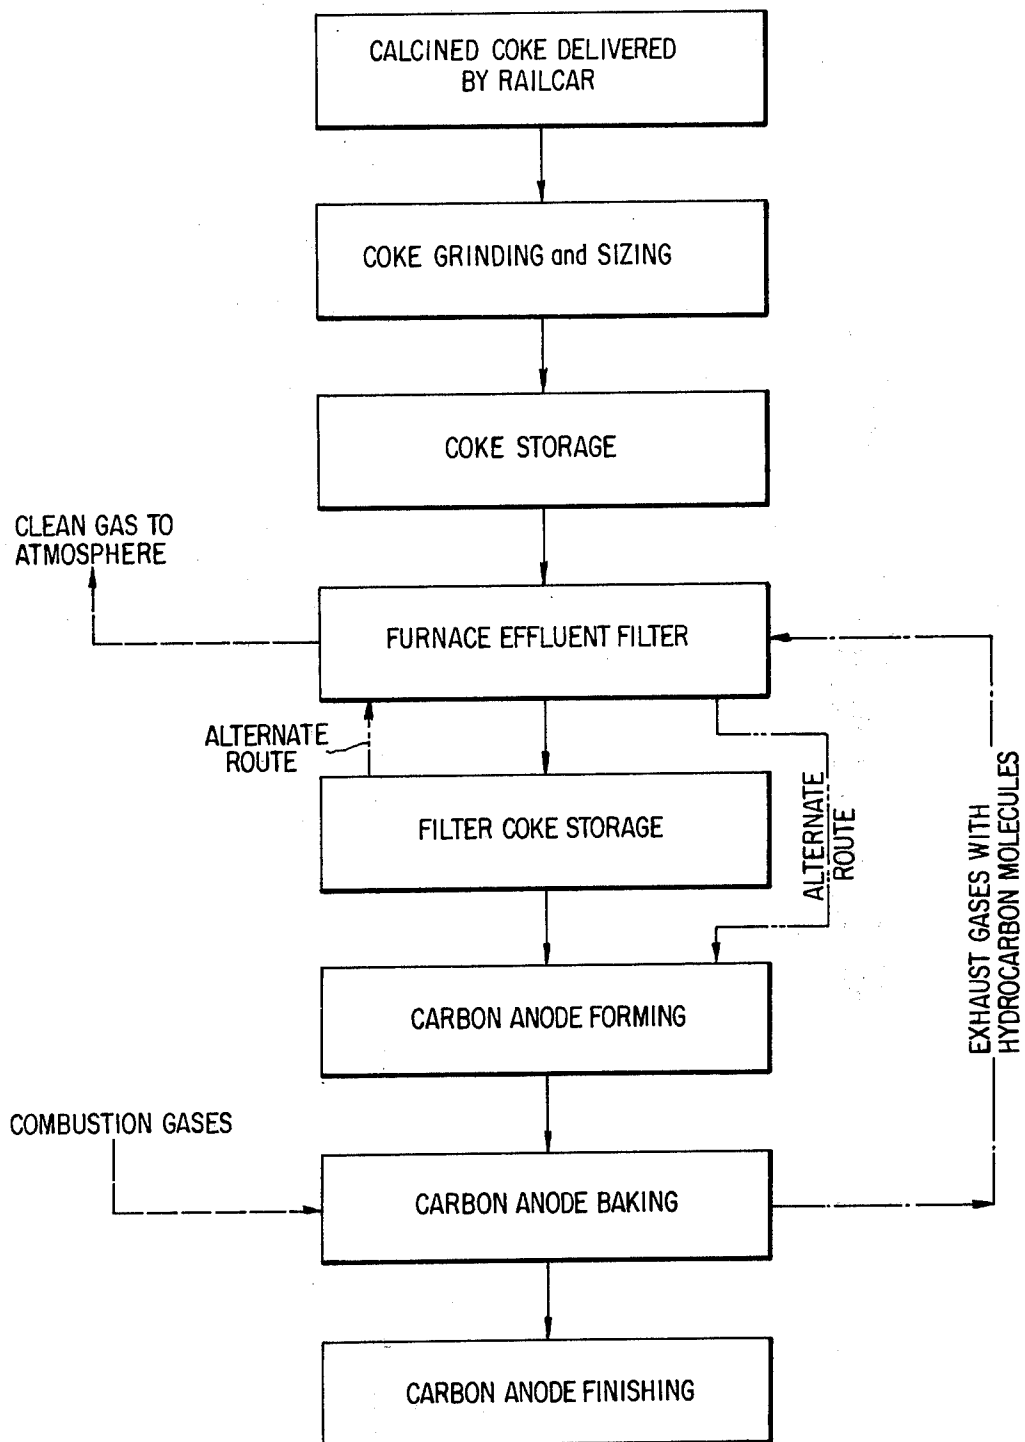 CALCINED COKE DELIVERED
BY RAILCAR
COKE GRINDING and SIZING
COKE STORAGE
CLEAN GAS TO
ATMOSPHERE
FURNACE EFFLUENT FILTER
ALTERNATE
ROUTE
FILTER COKE STORAGE
ALTERNATE
ROUTE
EXHAUST GASES WITH
HYDROCARBON MOLECULES
CARBON ANODE FORMING
COMBUSTION GASES
CARBON ANODE BAKING
CARBON ANODE FINISHING